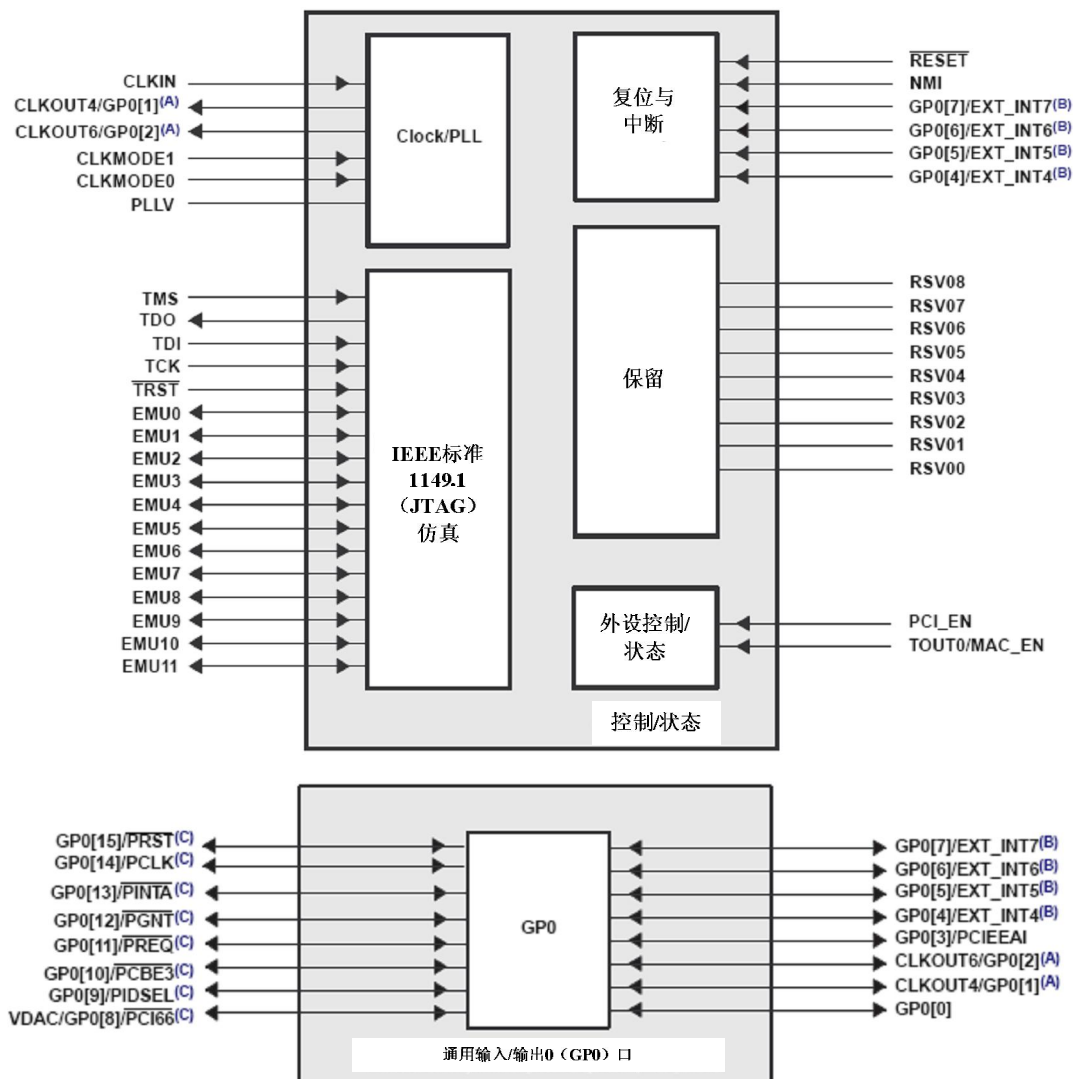 CLKIN
CLKOUT4/GP0[1](A)
CLKOUT6/GP0[2](A)
CLKMODE1
CLKMODE0
PLLV
Clock/PLL
复位与
中断
RESET
NMI
GP0[7]/EXT_INT7(B)
GP0[6]/EXT_INT6(B)
GP0[5]/EXT_INT5(B)
GP0[4]/EXT_INT4(B)
TMS
TDO
TDI
TCK
TRST
EMU0
EMU1
EMU2
EMU3
EMU4
EMU5
EMU6
EMU7
EMU8
EMU9
EMU10
EMU11
IEEE标准
1149.1
（JTAG）
仿真
保留
RSV08
RSV07
RSV06
RSV05
RSV04
RSV03
RSV02
RSV01
RSV00
外设控制/
状态
PCI_EN
TOUT0/MAC_EN
控制/状态
GP0[15]/PRST(C)
GP0[14]/PCLK(C)
GP0[13]/PINTA(C)
GP0[12]/PGNT(C)
GP0[11]/PREQ(C)
GP0[10]/PCBE3(C)
GP0[9]/PIDSEL(C)
VDAC/GP0[8]/PCI66(C)
GP0
GP0[7]/EXT_INT7(B)
GP0[6]/EXT_INT6(B)
GP0[5]/EXT_INT5(B)
GP0[4]/EXT_INT4(B)
GP0[3]/PCIEEAI
CLKOUT6/GP0[2](A)
CLKOUT4/GP0[1](A)
GP0[0]
通用输入/输出0（GP0）口